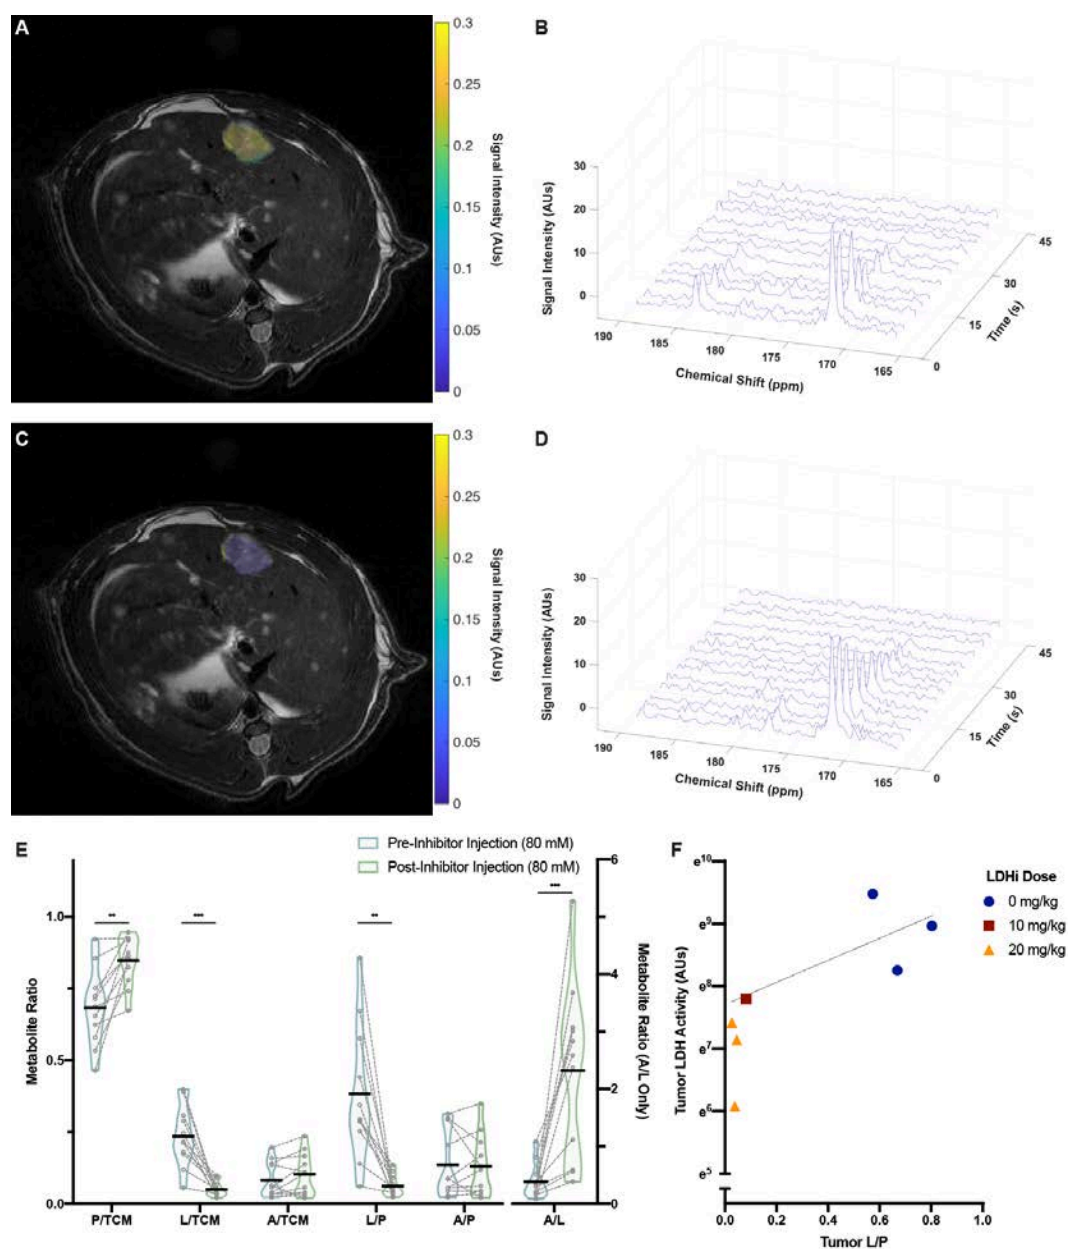 A
0.3
0.25
0.2
0.15
0.1
0.05
0
Signal Intensity (AUs)
B
30
20
10
0
Signal Intensity (AUs)
190
185
180
175
170
165
Chemical Shift (ppm)
0
15
30
45
Time (s)
C
0.3
0.25
0.2
0.15
0.1
0.05
0
Signal Intensity (AUs)
D
30
20
10
0
Signal Intensity (AUs)
190
185
180
175
170
165
Chemical Shift (ppm)
0
15
30
45
Time (s)
E
Pre-Inhibitor Injection (80 mM)
Post-Inhibitor Injection (80 mM)
1.0
0.5
0.0
Metabolite Ratio
**
***
**
***
6
4
2
0
Metabolite Ratio (A/L Only)
P/TCM
L/TCM
A/TCM
L/P
A/P
A/L
F
e10
e9
e8
e7
e6
e5
Tumor LDH Activity (AUs)
0.0
0.2
0.4
0.6
0.8
1.0
Tumor L/P
LDHi Dose
0 mg/kg
10 mg/kg
20 mg/kg